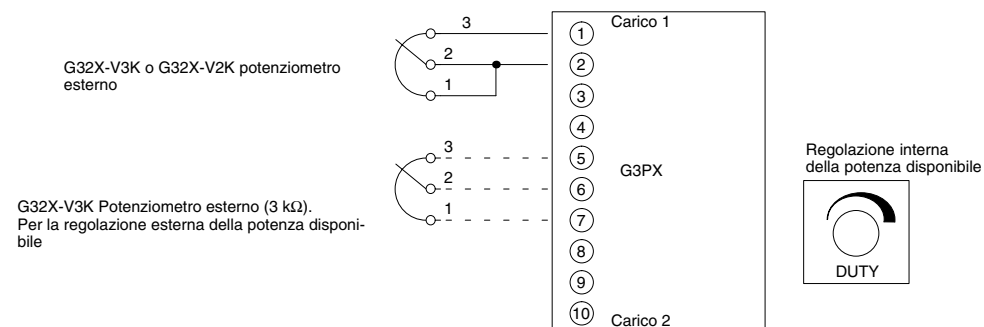 3
Carico 1
1
G32X-V3K o G32X-V2K potenziometro
esterno
2
2
1
3
4
3
5
Regolazione interna
della potenza disponibile
G3PX
2
6
G32X-V3K Potenziometro esterno (3 kΩ).
Per la regolazione esterna della potenza disponi-
bile
1
7
8
DUTY
9
10
Carico 2